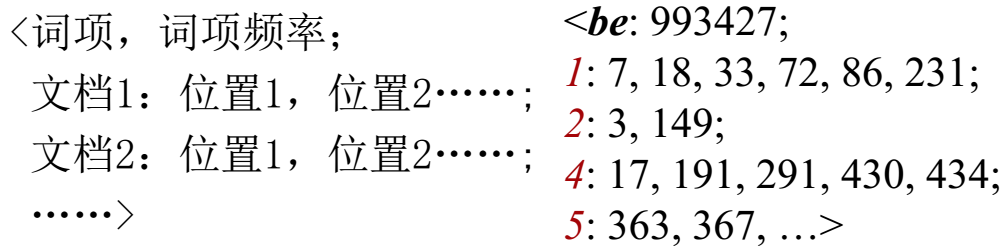 <词项，词项频率；
文档1：位置1，位置2……；
文档2：位置1，位置2……；
……>
<be: 993427;
1: 7, 18, 33, 72, 86, 231;
2: 3, 149;
4: 17, 191, 291, 430, 434;
5: 363, 367, …>